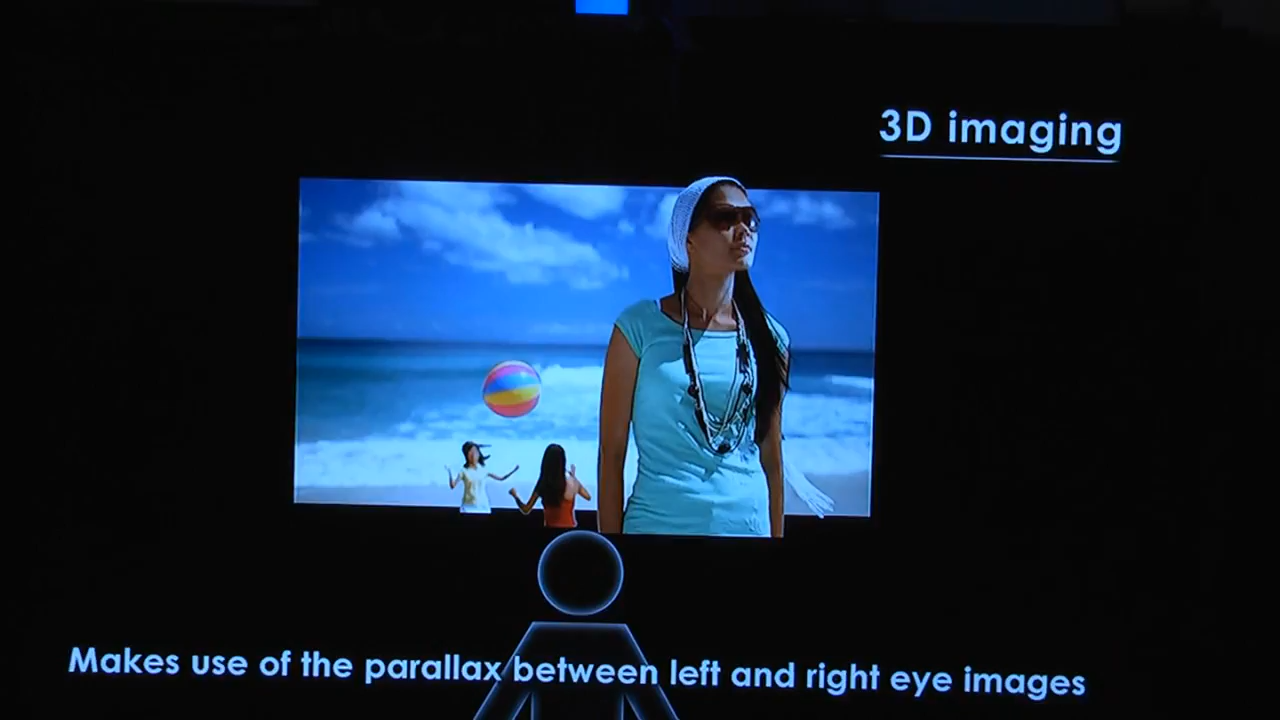 3D imaging
Makes use of the parallax between left and right eye images